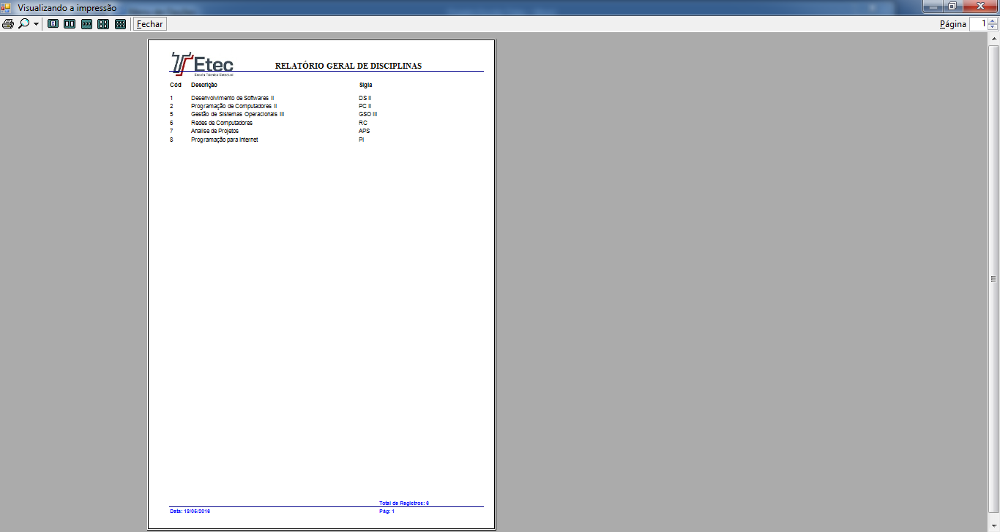 Visualizando a impressão
Fechar
Página 1
Etec
Escola Técnica Estadual
RELATÓRIO GERAL DE DISCIPLINAS
Cód Descrição Sigla
1 Desenvolvimento de Softwares II DS II
2 Programação de Computadores II PC II
5 Gestão de Sistemas Operacionais III GSO III
6 Redes de Computadores RC
7 Analise de Projetos APS
8 Programação para Internet PI
Total de Registros: 6
Data: 18/05/2016 Pág: 1